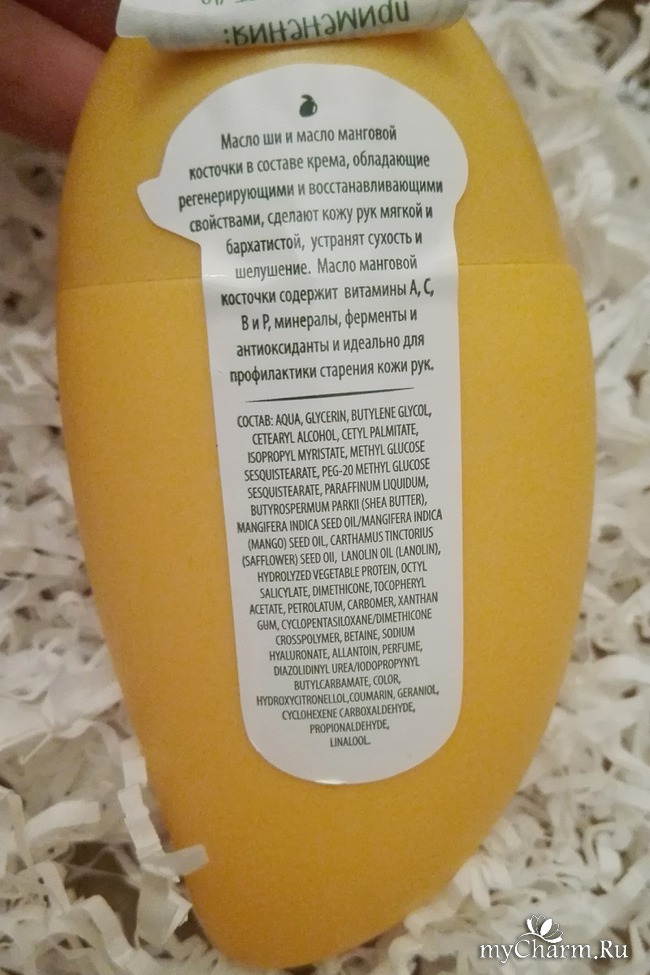 применения:
Масло ши и масло манговой
косточки в составе крема, обладающие
регенерирующими и восстанавливающими
свойствами, сделают кожу рук мягкой и
бархатистой, устранят сухость и
шелушение. Масло манговой
косточки содержит витамины А, С,
В и Р, минералы, ферменты и
антиоксиданты и идеально для
профилактики старения кожи рук.
СОСТАВ: AQUA, GLYCERIN, BUTYLENE GLYCOL,
CETEARYL ALCOHOL, CETYL PALMITATE,
ISOPROPYL MYRISTATE, METHYL GLUCOSE
SESQUISTEARATE, PEG-20 METHYL GLUCOSE
SESQUISTEARATE, PARAFFINUM LIQUIDUM,
BUTYROSPERMUM PARKII (SHEA BUTTER),
MANGIFERA INDICA SEED OIL/MANGIFERA INDICA
(MANGO) SEED OIL, CARTHAMUS TINCTORIUS
(SAFFLOWER) SEED OIL, LANOLIN OIL (LANOLIN),
HYDROLYZED VEGETABLE PROTEIN, OCTYL
SALICYLATE, DIMETHICONE, TOCOPHERYL
ACETATE, PETROLATUM, CARBOMER, XANTHAN
GUM, CYCLOPENTASILOXANE/DIMETHICONE
CROSSPOLYMER, BETAINE, SODIUM
HYALURONATE, ALLANTOIN, PERFUME,
DIAZOLIDINYL UREA/IODOPROPYNYL
BUTYLCARBAMATE, COLOR,
HYDROXYCITRONELLOL,COUMARIN, GERANIOL,
CYCLOHEXENE CARBOXALDEHYDE,
PROPIONALDEHYDE,
LINALOOL.
myCharm.Ru